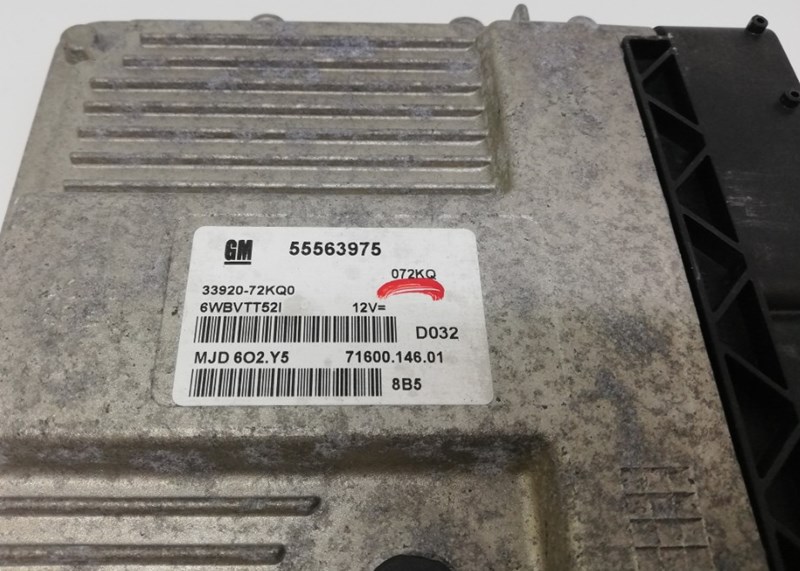 GM 55563975
072KQ
33920-72KQ0
6WBVTT52I 12V=
D032
MJD 6O2.Y5 71600.146.01
8B5